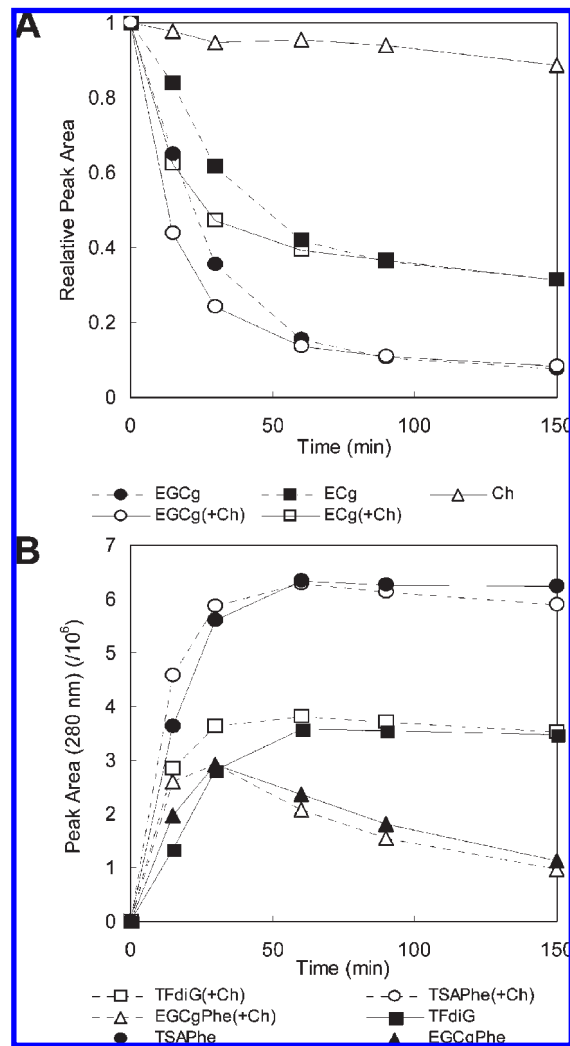 A
1
0.8
0.6
0.4
0.2
0
Realative Peak Area
0 50 100 150
Time (min)
EGCg ECg Ch
EGCg(+Ch) ECg(+Ch)
B
7
6
5
4
3
2
1
0
Peak Area (280 nm) (/10⁶)
0 50 100 150
Time (min)
TFdiG(+Ch) TSAPhe(+Ch)
EGCgPhe(+Ch) TFdiG
TSAPhe EGCgPhe